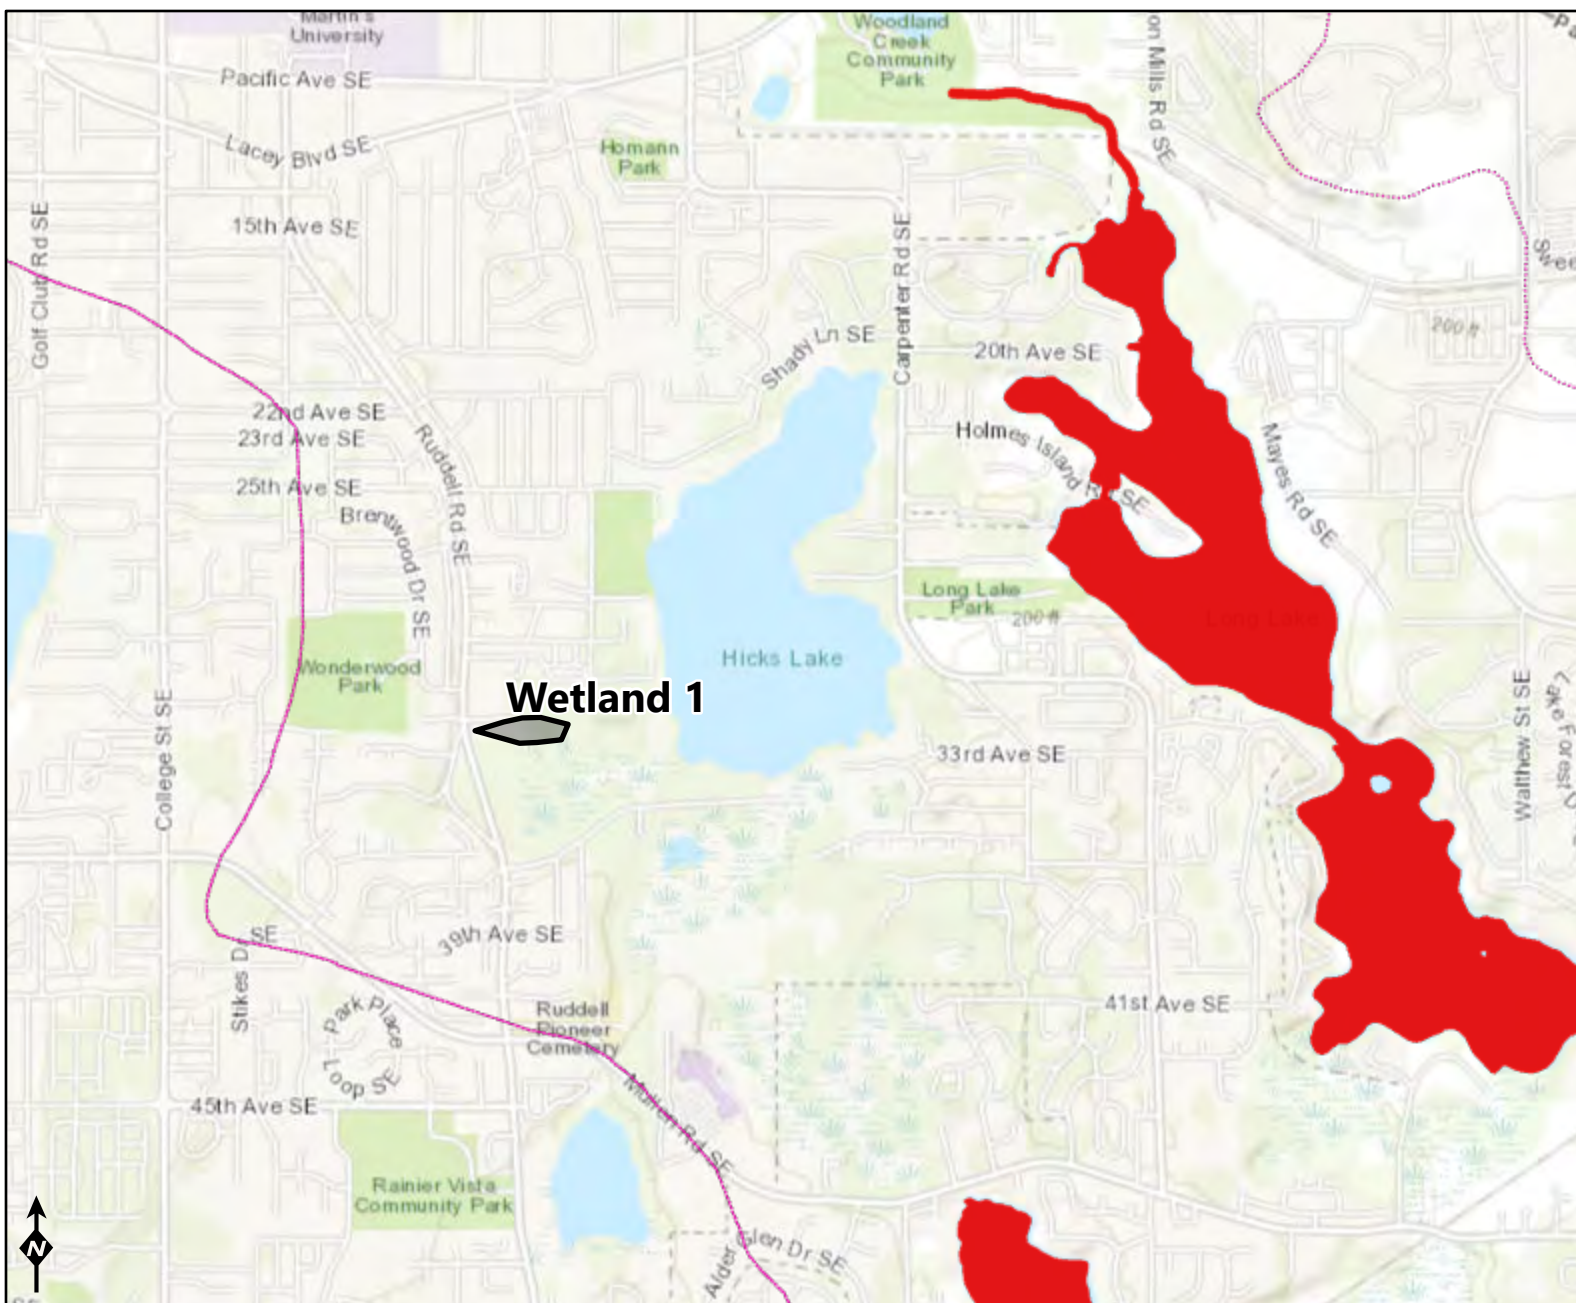 Martin's
University
Pacific Ave SE
Lacey Blvd SE
Woodland
Creek
Community
Park
on Mills Rd SE
Homann
Park
Golf Club Rd SE
15th Ave SE
Carpenter Rd SE
Shady Ln SE
20th Ave SE
200 ft
22nd Ave SE
23rd Ave SE
25th Ave SE
Ruddell Rd SE
Brentwood Dr SE
Holmes Island Rd SE
Mayes Rd SE
Long Lake
Park
200 ft
Long Lake
Wonderwood
Park
Hicks Lake
Wetland 1
College St SE
33rd Ave SE
Walthew St SE
Lake Forest
39th Ave SE
Stikes Dr SE
Park Place
Loop SE
Ruddell
Pioneer
Cemetery
41st Ave SE
45th Ave SE
Mullen Rd SE
Rainier Vista
Community Park
Alder Glen Dr SE
N